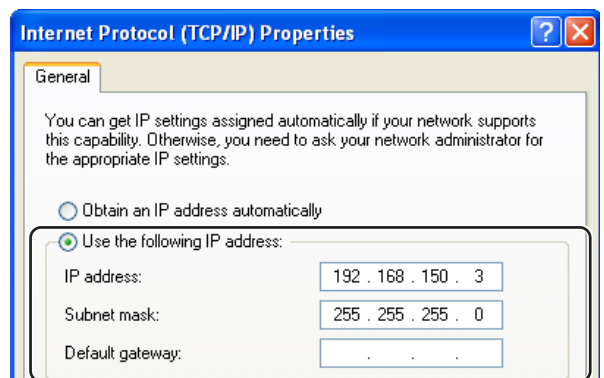 Internet Protocol (TCP/IP) Properties
General
You can get IP settings assigned automatically if your network supports
this capability. Otherwise, you need to ask your network administrator for
the appropriate IP settings.
Obtain an IP address automatically
Use the following IP address:
IP address: 192 . 168 . 150 . 3
Subnet mask: 255 . 255 . 255 . 0
Default gateway: . . .